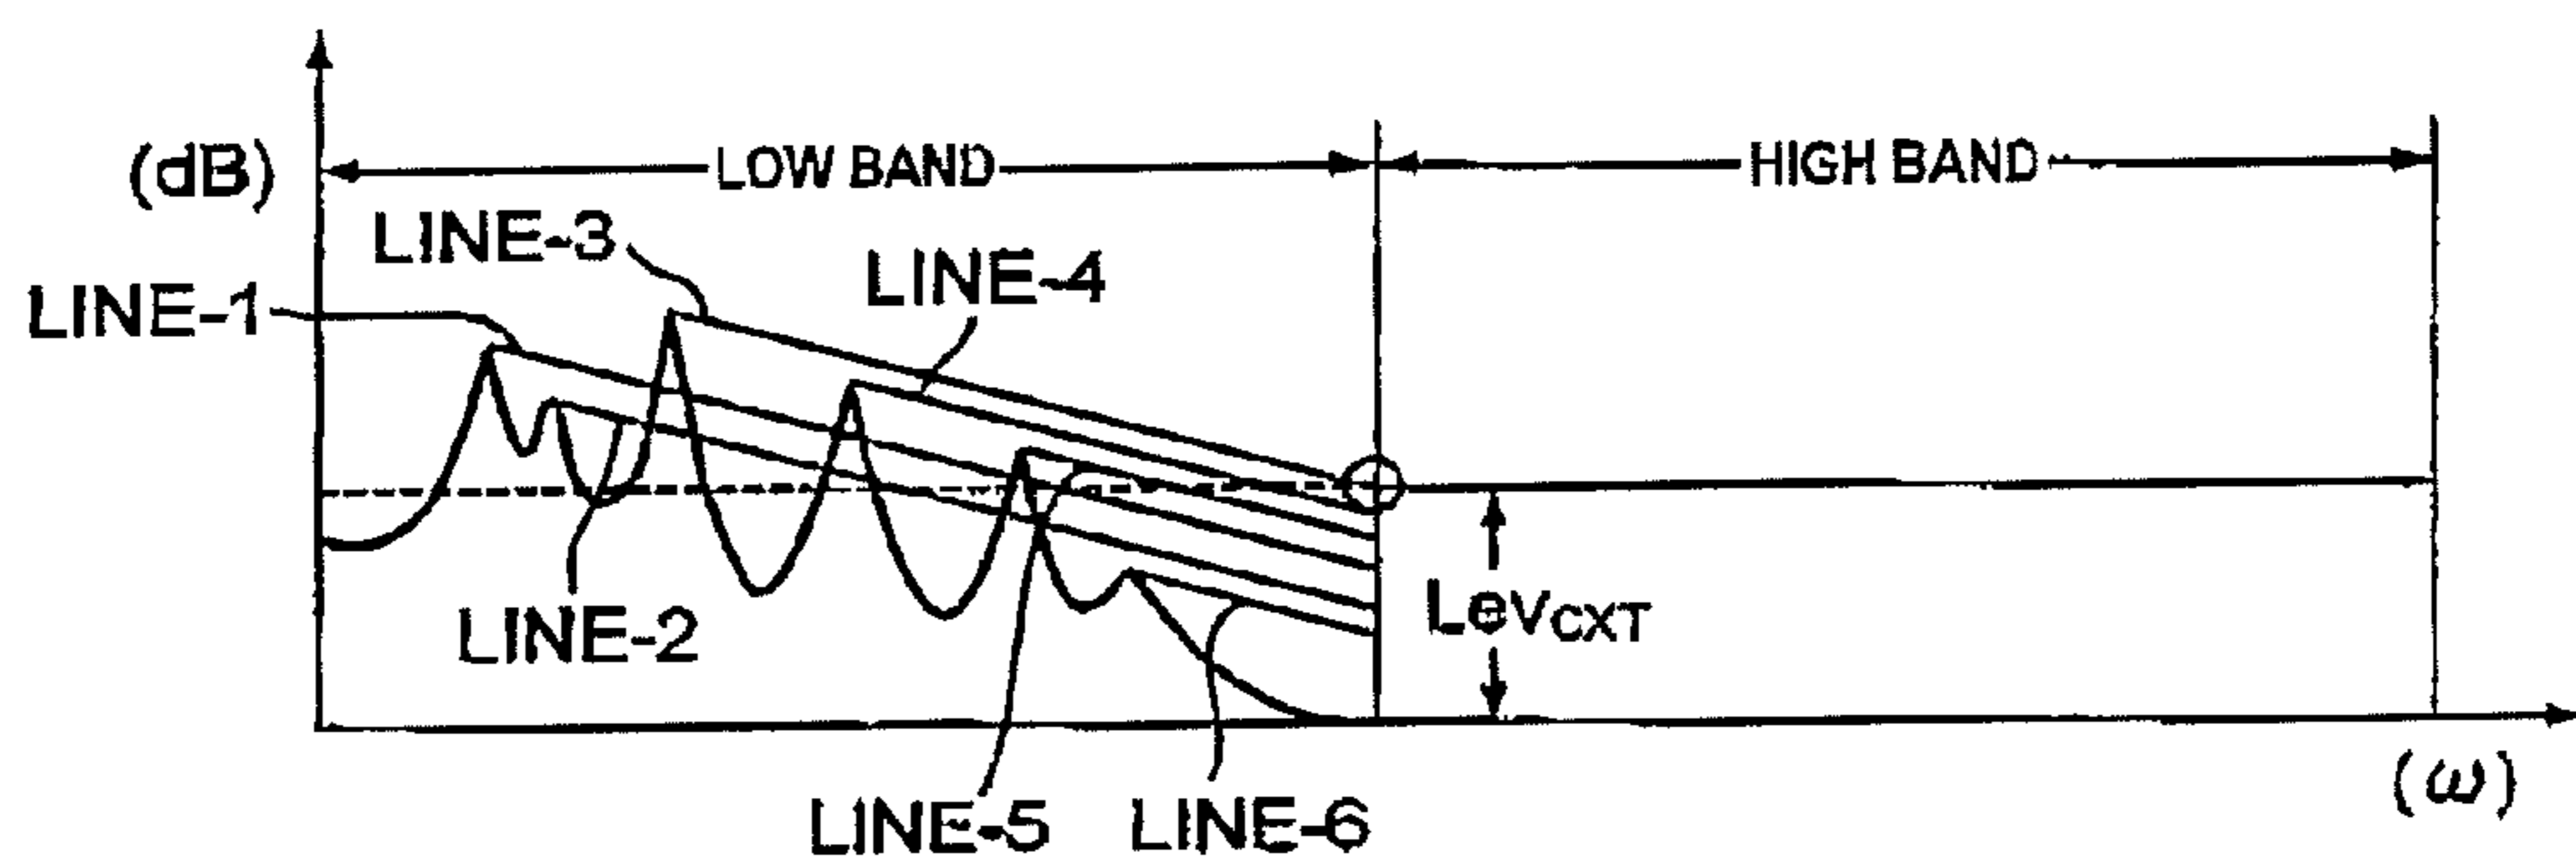 (dB)
LOW BAND
HIGH BAND
LINE-3
LINE-4
LINE-1
LINE-2
LevCXT
LINE-5
LINE-6
(ω)